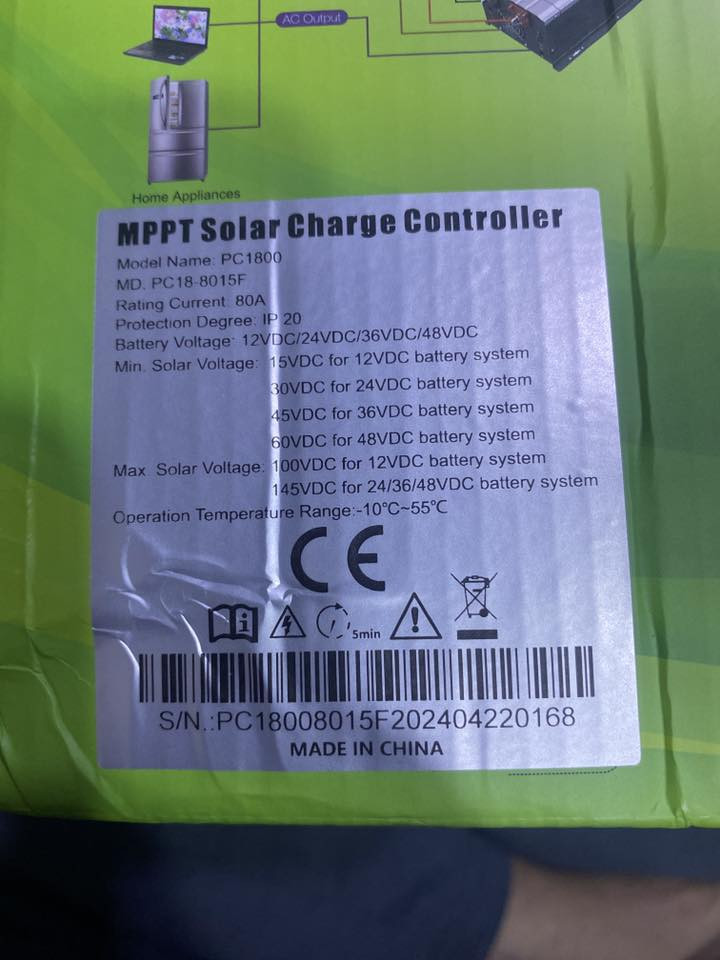 AC Output
Home Appliances
MPPT Solar Charge Controller
Model Name: PC1800
MD. PC18-8015F
Rating Current: 80A
Protection Degree: IP 20
Battery Voltage: 12VDC/24VDC/36VDC/48VDC
Min. Solar Voltage: 15VDC for 12VDC battery system
30VDC for 24VDC battery system
45VDC for 36VDC battery system
60VDC for 48VDC battery system
Max. Solar Voltage: 100VDC for 12VDC battery system
145VDC for 24/36/48VDC battery system
Operation Temperature Range:-10℃~55℃
CE
5min
S/N.:PC18008015F202404220168
MADE IN CHINA